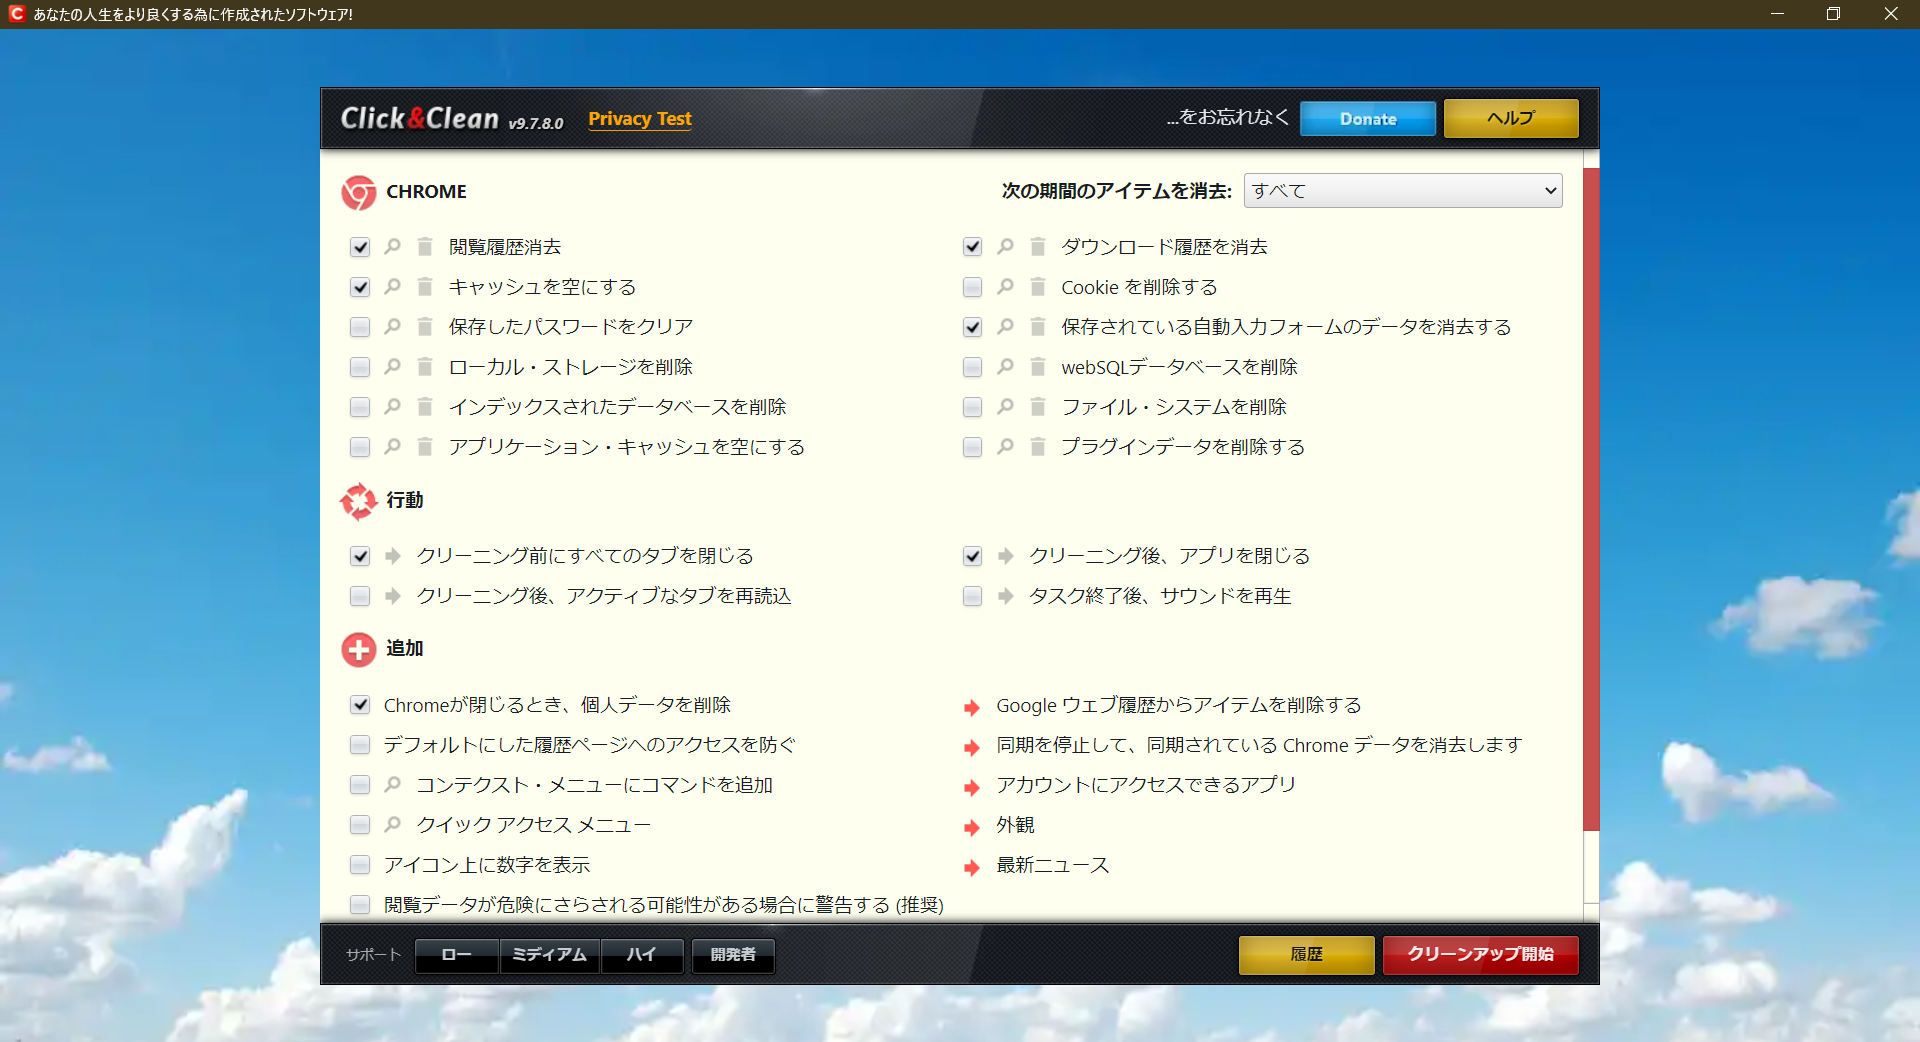 あなたの人生をより良くする為に作成されたソフトウェア!
Click&Clean v9.7.8.0 Privacy Test ...をお忘れなく Donate ヘルプ
CHROME 次の期間のアイテムを消去: すべて
閲覧履歴消去 ダウンロード履歴を消去
キャッシュを空にする Cookie を削除する
保存したパスワードをクリア 保存されている自動入力フォームのデータを消去する
ローカル・ストレージを削除 webSQLデータベースを削除
インデックスされたデータベースを削除 ファイル・システムを削除
アプリケーション・キャッシュを空にする プラグインデータを削除する
行動
クリーニング前にすべてのタブを閉じる クリーニング後、アプリを閉じる
クリーニング後、アクティブなタブを再読込 タスク終了後、サウンドを再生
追加
Chromeが閉じるとき、個人データを削除 Google ウェブ履歴からアイテムを削除する
デフォルトにした履歴ページへのアクセスを防ぐ 同期を停止して、同期されている Chrome データを消去します
コンテクスト・メニューにコマンドを追加 アカウントにアクセスできるアプリ
クイック アクセス メニュー 外観
アイコン上に数字を表示 最新ニュース
閲覧データが危険にさらされる可能性がある場合に警告する (推奨)
サポート ロー ミディアム ハイ 開発者 履歴 クリーンアップ開始